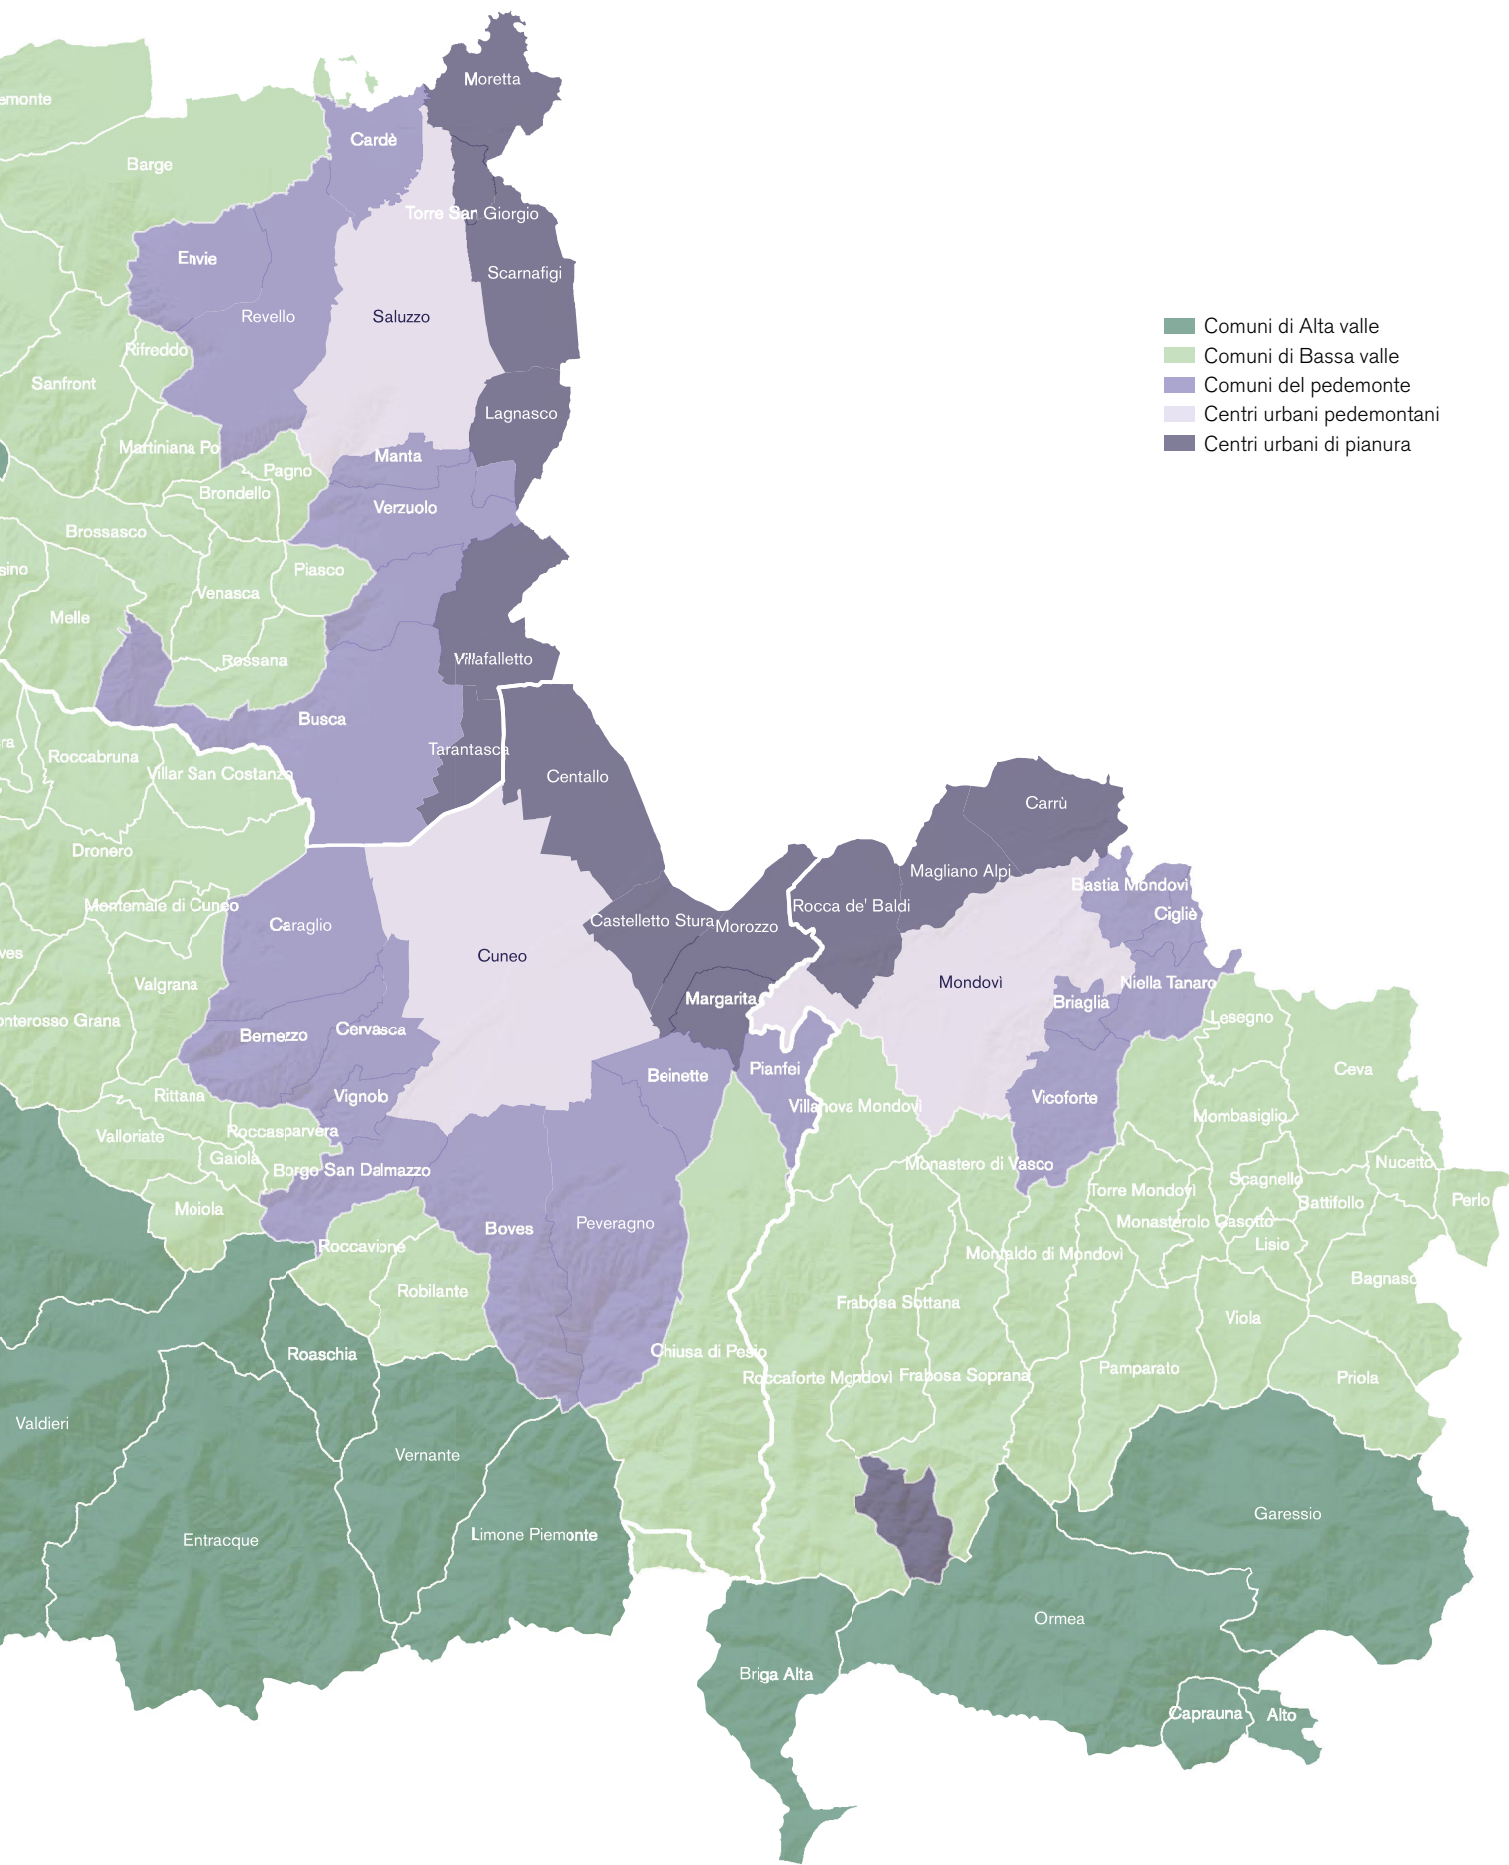 Moretta
emonte
Cardè
Barge
Torre San Giorgio
Envie
Scarnafigi
Revello
Saluzzo
Comuni di Alta valle
Comuni di Bassa valle
Comuni del pedemonte
Centri urbani pedemontani
Centri urbani di pianura
Rifreddo
Sanfront
Lagnasco
Martiniana Po
Manta
Pagno
Brondello
Verzuolo
Brossasco
sino
Piasco
Venasca
Melle
Rossana
Villafalletto
Busca
ra
Roccabruna
Tarantasca
Villar San Costanzo
Centallo
Carrù
Dronero
Magliano Alpi
Bastia Mondovì
Montemale di Cuneo
Rocca de' Baldi
Cigliè
Caraglio
Castelletto Stura
Morozzo
ves
Cuneo
Valgrana
Mondovì
Niella Tanaro
Margarita
Briaglia
onterosso Grana
Lesegno
Bernezzo
Cervasca
Pianfei
Ceva
Beinette
Rittana
Vignolo
Vicoforte
Villanova Mondovì
Mombasiglio
Valloriate
Roccasparvera
Gaiola
Borgo San Dalmazzo
Monastero di Vasco
Nucetto
Scagnello
Torre Mondovì
Battifollo
Perlo
Moiola
Peveragno
Monasterolo Casotto
Boves
Roccavione
Lisio
Montaldo di Mondovì
Bagnasc
Robilante
Frabosa Sottana
Viola
Roaschia
Chiusa di Pesio
Roccaforte Mondovì
Frabosa Soprana
Pamparato
Priola
Valdieri
Vernante
Garessio
Entracque
Limone Piemonte
Ormea
Briga Alta
Caprauna
Alto